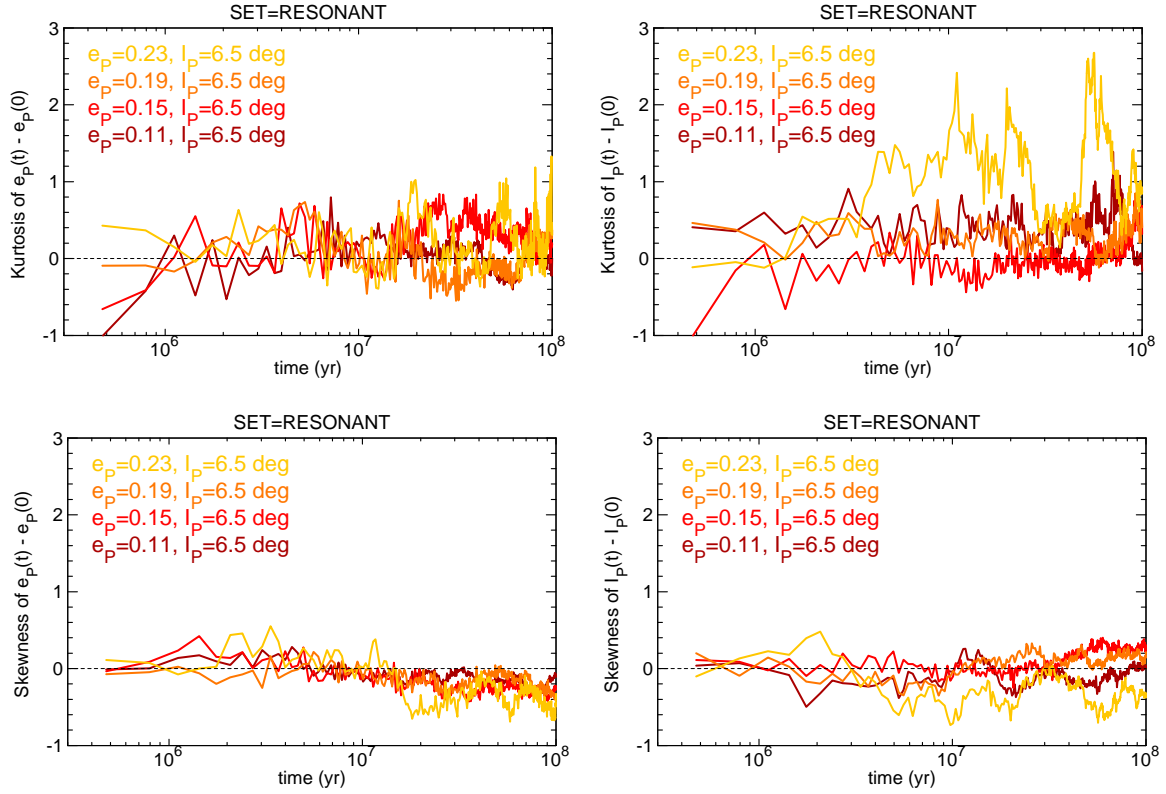 SET=RESONANT
3
2
1
0
-1
Kurtosis of e_P(t) - e_P(0)
e_P=0.23, I_P=6.5 deg
e_P=0.19, I_P=6.5 deg
e_P=0.15, I_P=6.5 deg
e_P=0.11, I_P=6.5 deg
10^6
10^7
10^8
time (yr)
SET=RESONANT
3
2
1
0
-1
Kurtosis of I_P(t) - I_P(0)
e_P=0.23, I_P=6.5 deg
e_P=0.19, I_P=6.5 deg
e_P=0.15, I_P=6.5 deg
e_P=0.11, I_P=6.5 deg
10^6
10^7
10^8
time (yr)
SET=RESONANT
3
2
1
0
-1
Skewness of e_P(t) - e_P(0)
e_P=0.23, I_P=6.5 deg
e_P=0.19, I_P=6.5 deg
e_P=0.15, I_P=6.5 deg
e_P=0.11, I_P=6.5 deg
10^6
10^7
10^8
time (yr)
SET=RESONANT
3
2
1
0
-1
Skewness of I_P(t) - I_P(0)
e_P=0.23, I_P=6.5 deg
e_P=0.19, I_P=6.5 deg
e_P=0.15, I_P=6.5 deg
e_P=0.11, I_P=6.5 deg
10^6
10^7
10^8
time (yr)